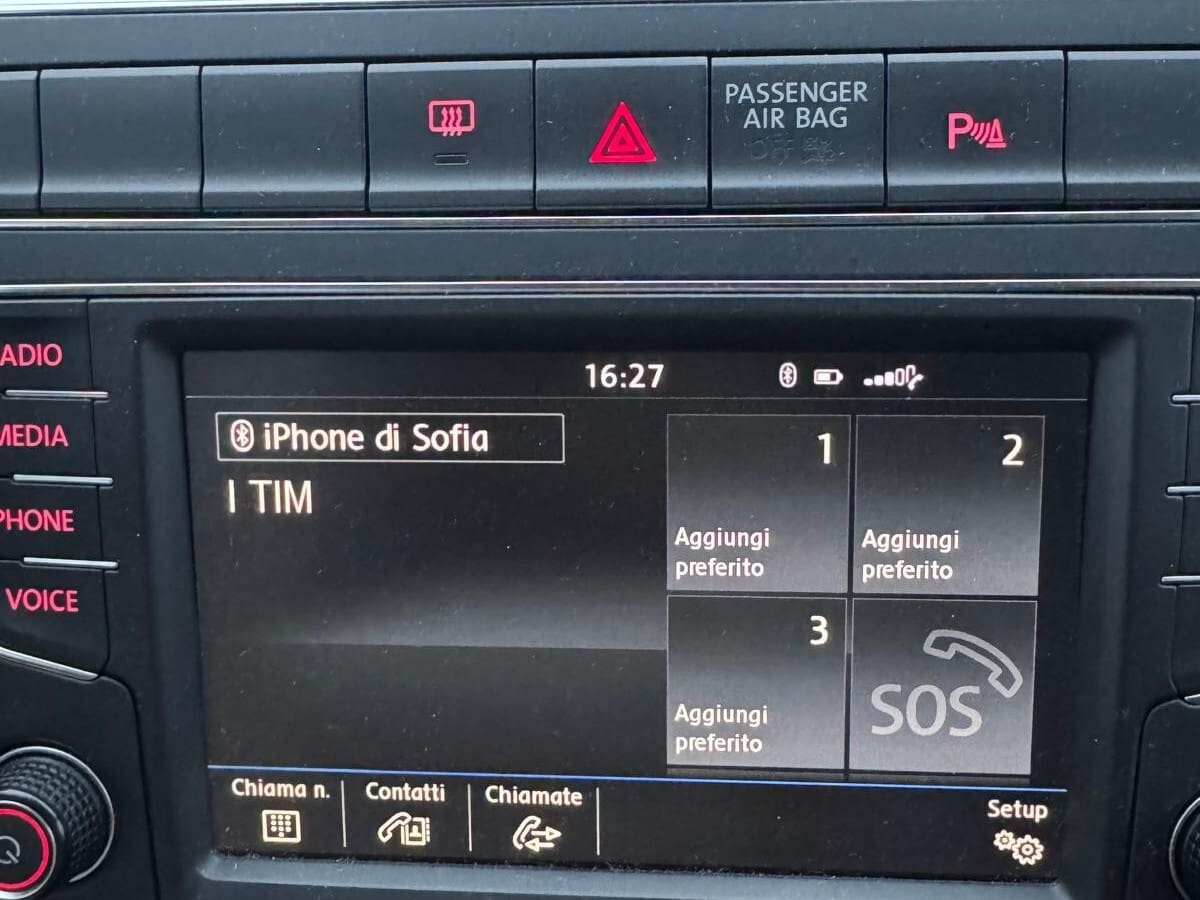 PASSENGER
AIR BAG
OFF
P
ADIO
MEDIA
PHONE
VOICE
16:27
iPhone di Sofia
I TIM
1
Aggiungi
preferito
2
Aggiungi
preferito
3
Aggiungi
preferito
SOS
Chiama n.
Contatti
Chiamate
Setup